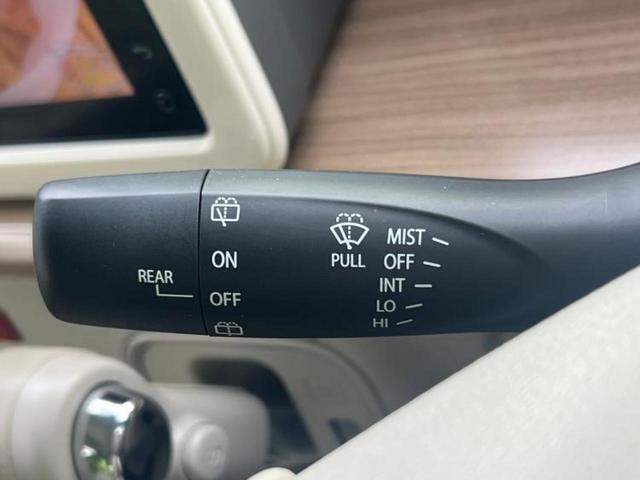 MIST
ON
PULL
OFF
REAR
INT
OFF
LO
HI